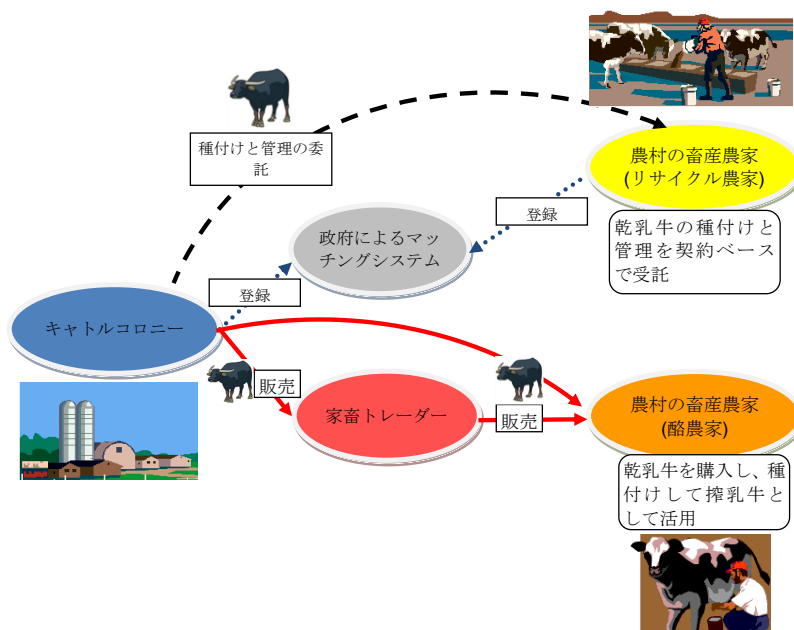 種付けと管理の委
託
農村の畜産農家
(リサイクル農家)
登録
乾乳牛の種付けと
管理を契約ベース
で受託
政府によるマッ
チングシステム
登録
キャトルコロニー
販売
家畜トレーダー
販売
農村の畜産農家
(酪農家)
乾乳牛を購入し、種
付けして搾乳牛と
して活用